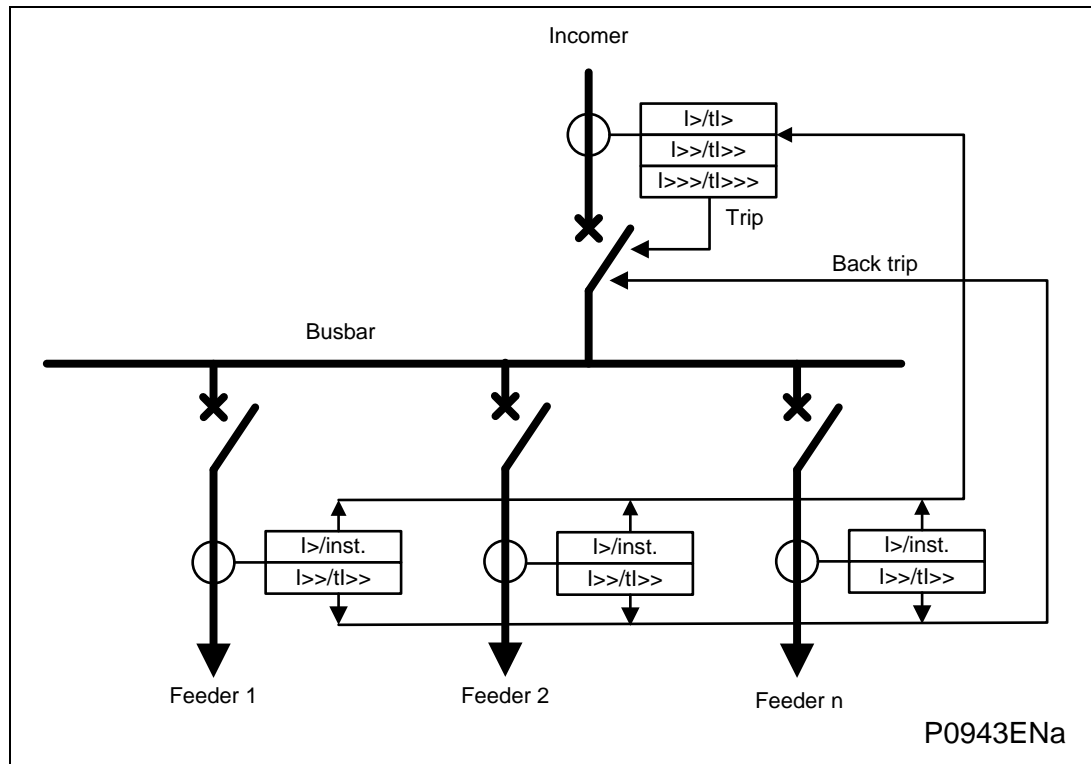 Incomer
I>/tI>
I>>/tI>>
I>>>/tI>>>
Trip
Back trip
Busbar
I>/inst.
I>>/tI>>
I>/inst.
I>>/tI>>
I>/inst.
I>>/tI>>
Feeder 1
Feeder 2
Feeder n
P0943ENa